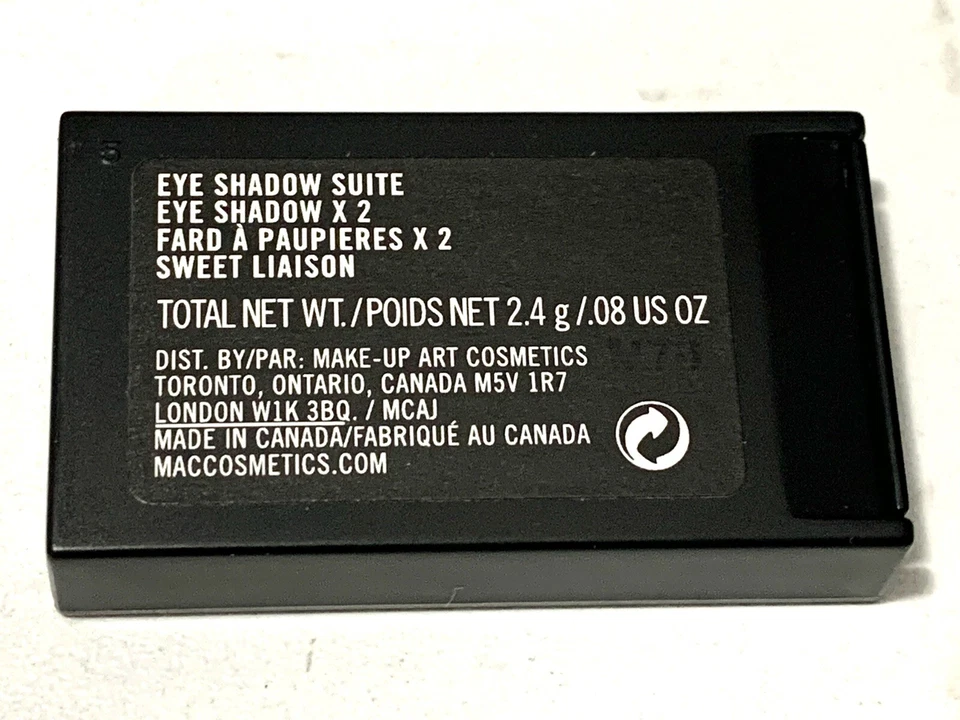 EYE SHADOW SUITE
EYE SHADOW X 2
FARD À PAUPIERES X 2
SWEET LIAISON
TOTAL NET WT./POIDS NET 2.4 g /.08 US OZ
DIST. BY/PAR: MAKE-UP ART COSMETICS
TORONTO, ONTARIO, CANADA M5V 1R7
LONDON W1K 3BQ. / MCAJ
MADE IN CANADA/FABRIQUÉ AU CANADA
MACCOSMETICS.COM